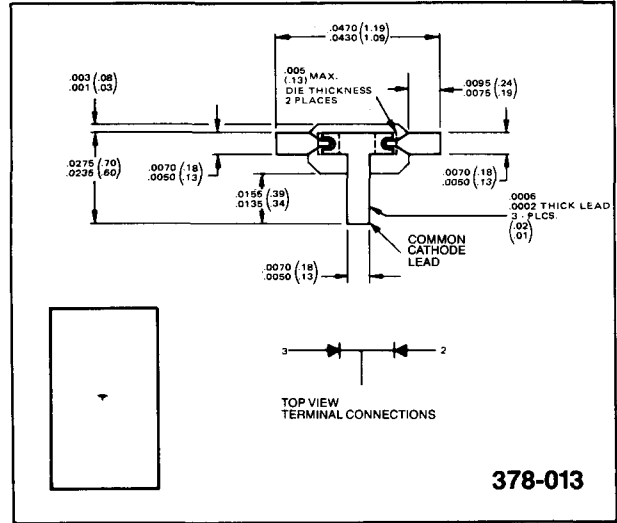 .0470 (1.19)
.0430 (1.09)
.005
(.13) MAX.
DIE THICKNESS
2 PLACES
.003 (.08)
.001 (.03)
.0095 (.24)
.0075 (.19)
.0275 (.70)
.0235 (.60)
.0070 (.18)
.0050 (.13)
.0155 (.39)
.0135 (.34)
.0070 (.18)
.0050 (.13)
.0006
.0002 THICK LEAD
3 - PLCS.
(.02)
(.01)
COMMON
CATHODE
LEAD
.0070 (.18)
.0050 (.13)
3 2
TOP VIEW
TERMINAL CONNECTIONS
378-013